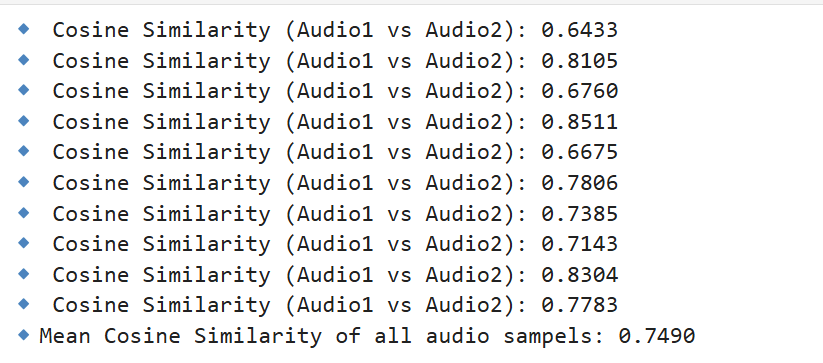 🔹 Cosine Similarity (Audio1 vs Audio2): 0.6433
🔹 Cosine Similarity (Audio1 vs Audio2): 0.8105
🔹 Cosine Similarity (Audio1 vs Audio2): 0.6760
🔹 Cosine Similarity (Audio1 vs Audio2): 0.8511
🔹 Cosine Similarity (Audio1 vs Audio2): 0.6675
🔹 Cosine Similarity (Audio1 vs Audio2): 0.7806
🔹 Cosine Similarity (Audio1 vs Audio2): 0.7385
🔹 Cosine Similarity (Audio1 vs Audio2): 0.7143
🔹 Cosine Similarity (Audio1 vs Audio2): 0.8304
🔹 Cosine Similarity (Audio1 vs Audio2): 0.7783
🔹Mean Cosine Similarity of all audio sampels: 0.7490